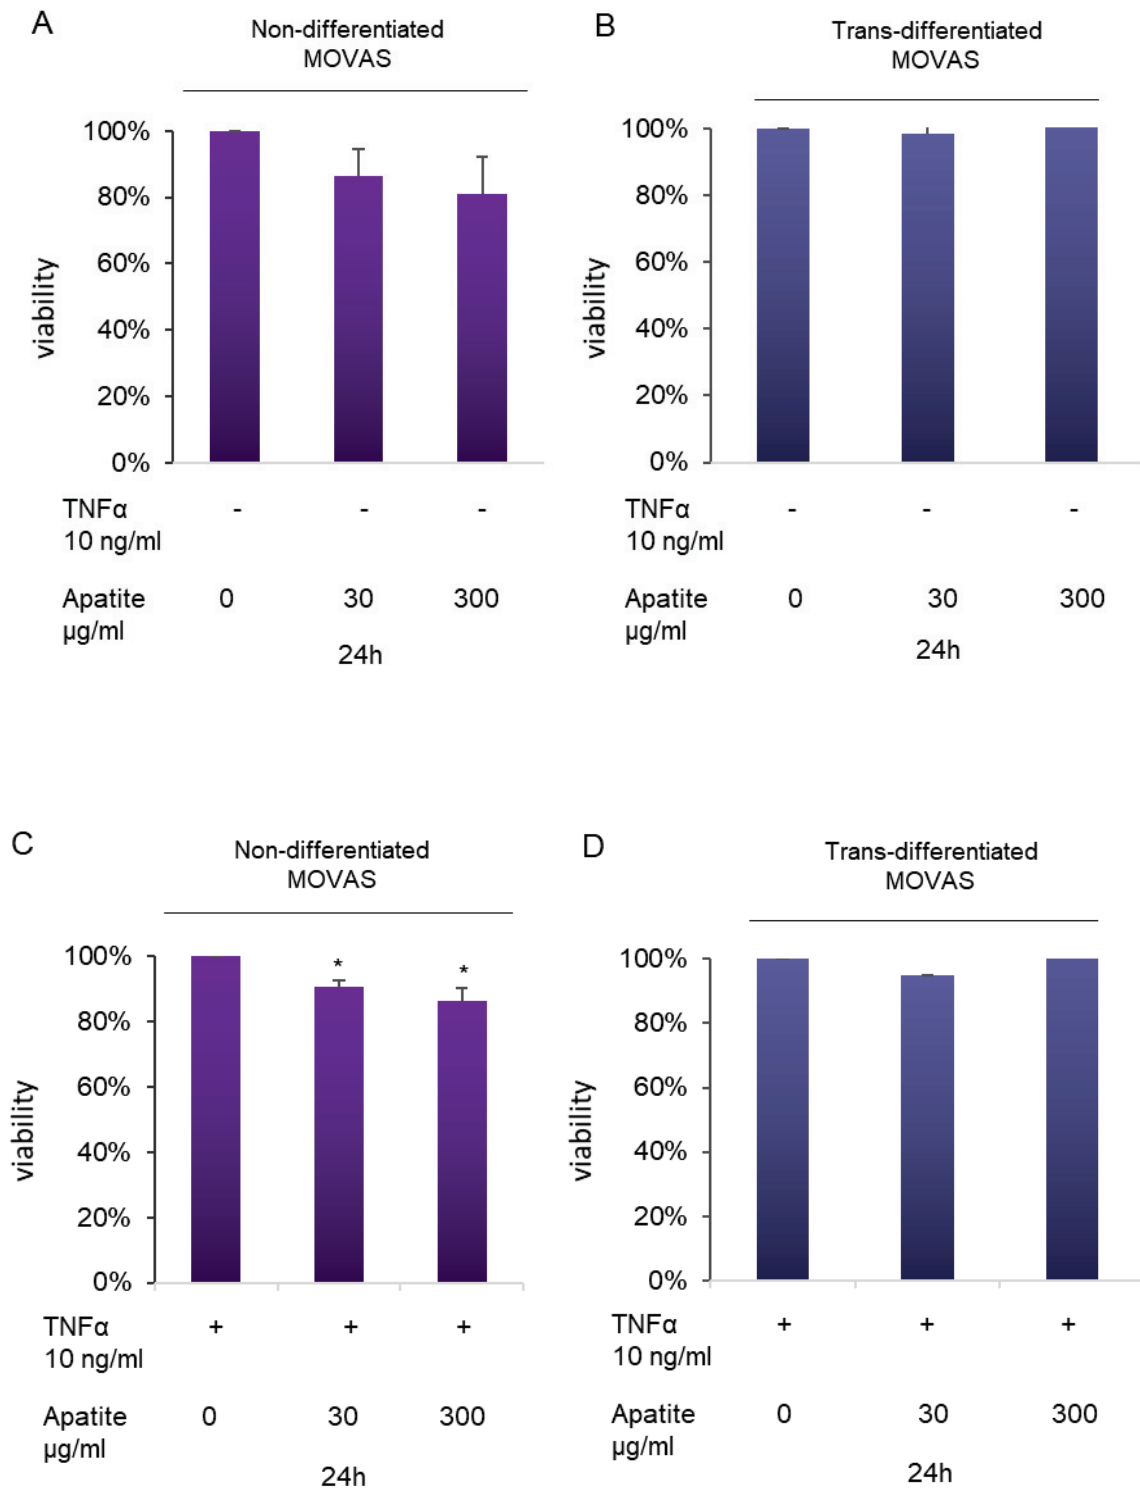 A
Non-differentiated
MOVAS
100%
80%
60%
40%
20%
0%
viability
TNFα - - -
10 ng/ml
Apatite 0 30 300
µg/ml
24h
B
Trans-differentiated
MOVAS
100%
80%
60%
40%
20%
0%
viability
TNFα - - -
10 ng/ml
Apatite 0 30 300
µg/ml
24h
C
Non-differentiated
MOVAS
100%
80%
60%
40%
20%
0%
viability
* *
TNFα + + +
10 ng/ml
Apatite 0 30 300
µg/ml
24h
D
Trans-differentiated
MOVAS
100%
80%
60%
40%
20%
0%
viability
TNFα + + +
10 ng/ml
Apatite 0 30 300
µg/ml
24h